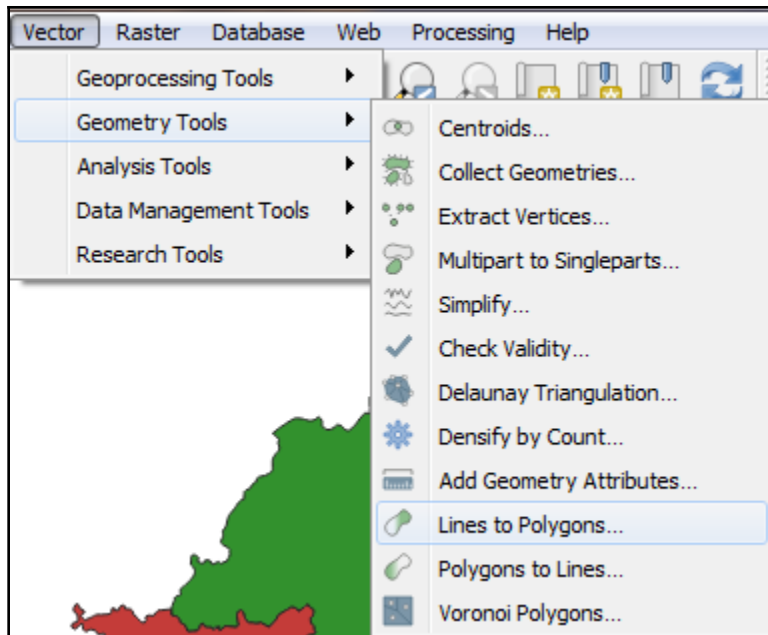 Vector Raster Database Web Processing Help
Geoprocessing Tools
Geometry Tools
Analysis Tools
Data Management Tools
Research Tools
Centroids...
Collect Geometries...
Extract Vertices...
Multipart to Singleparts...
Simplify...
Check Validity...
Delaunay Triangulation...
Densify by Count...
Add Geometry Attributes...
Lines to Polygons...
Polygons to Lines...
Voronoi Polygons...